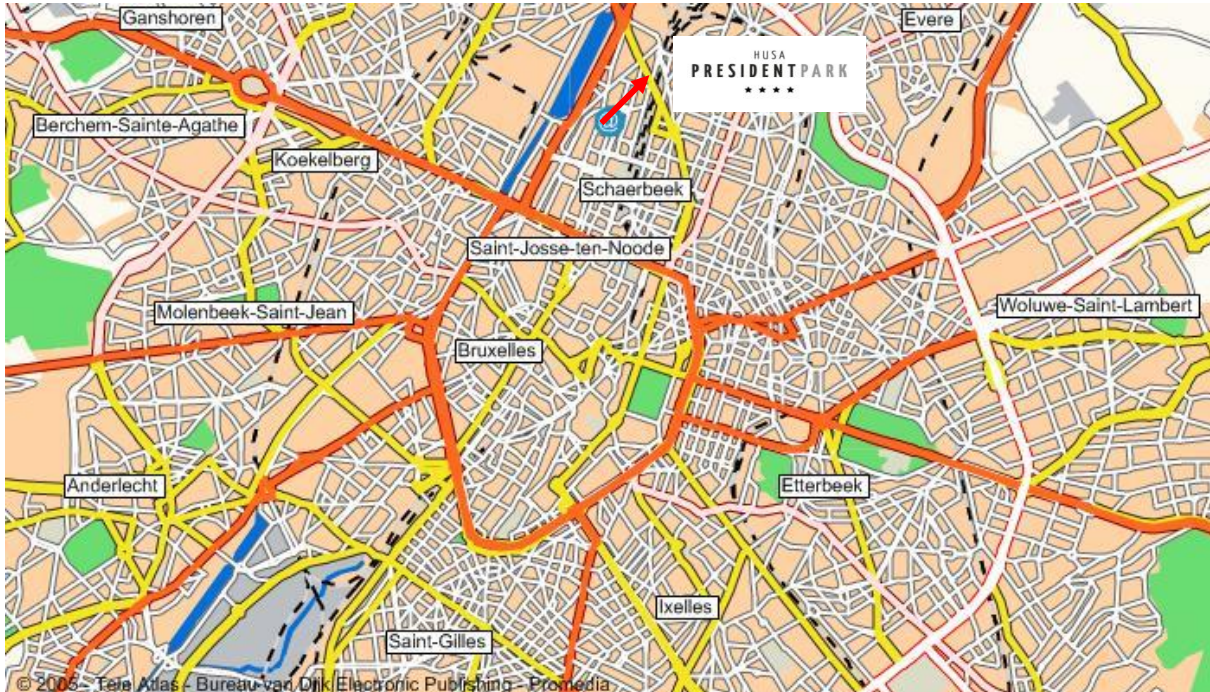 Ganshoren
Evere
HUSA
PRESIDENTPARK
Berchem-Sainte-Agathe
Koekelberg
Schaerbeek
Saint-Josse-ten-Noode
Molenbeek-Saint-Jean
Woluwe-Saint-Lambert
Bruxelles
Anderlecht
Etterbeek
Ixelles
Saint-Gilles
© 2005 - Tele Atlas - Bureau van Dijk Electronic Publishing - Promedia